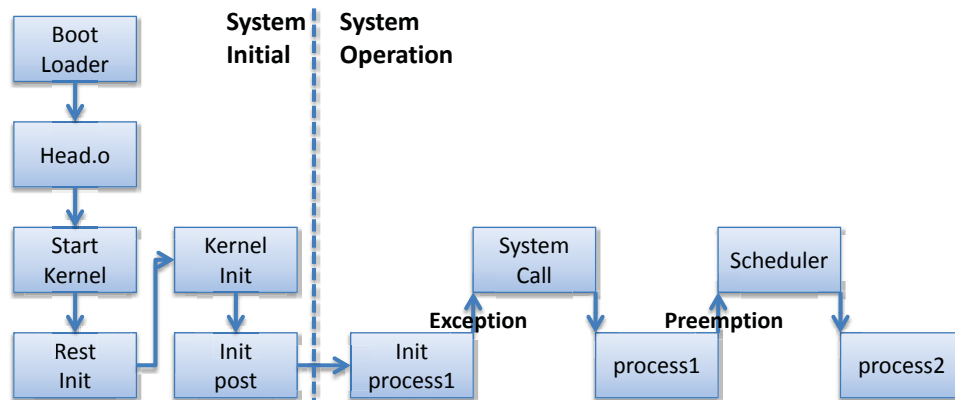 System
Initial
System
Operation
Boot
Loader
Head.o
Start
Kernel
Rest
Init
Kernel
Init
Init
post
Init
process1
Exception
System
Call
process1
Preemption
Scheduler
process2